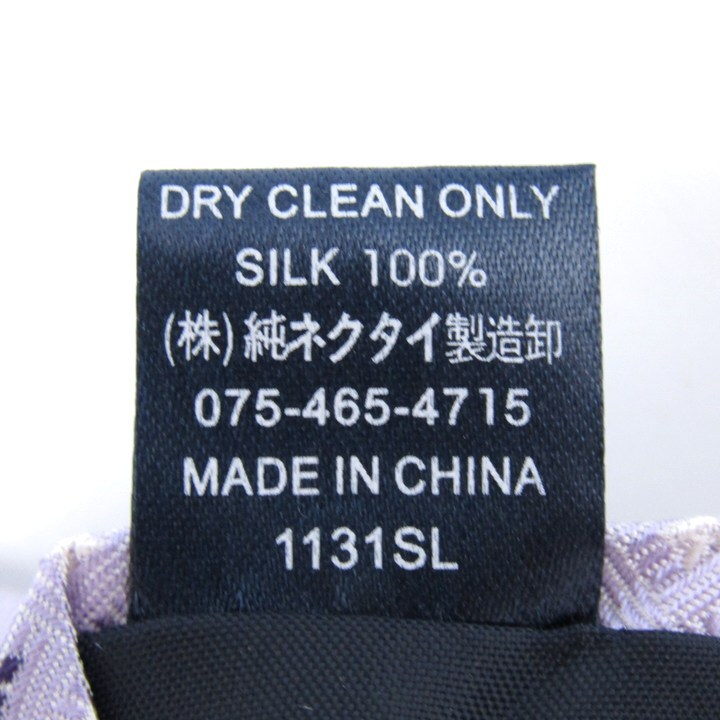 DRY CLEAN ONLY
SILK 100%
(株)純ネクタイ製造卸
075-465-4715
MADE IN CHINA
1131SL